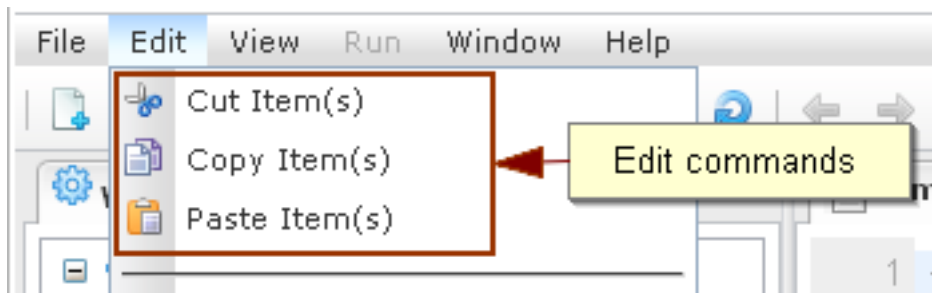 File Edit View Run Window Help
Cut Item(s)
Copy Item(s)
Edit commands
Paste Item(s)
1